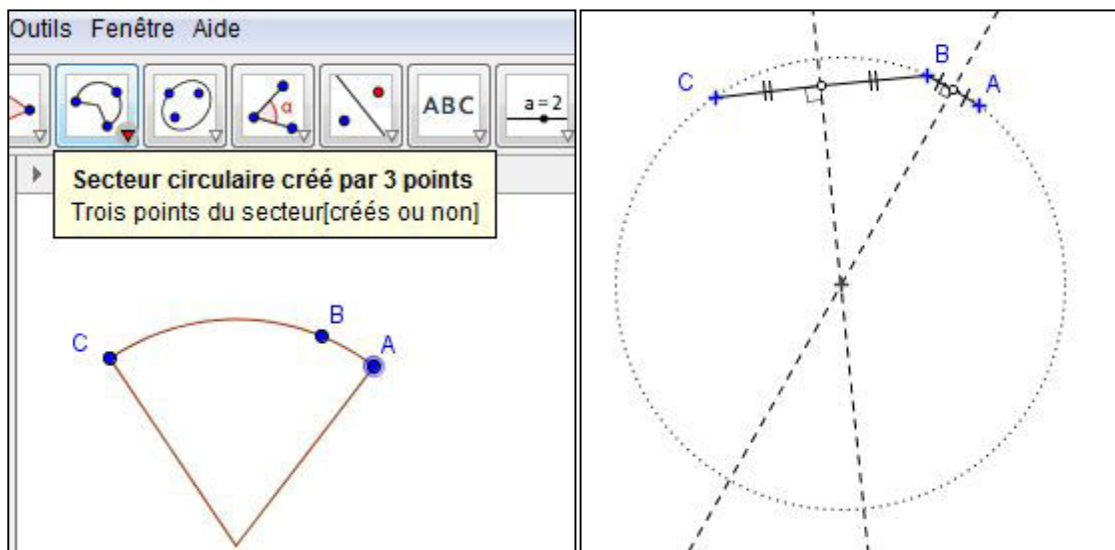 Outils Fenêtre Aide
α
ABC
a=2
Secteur circulaire créé par 3 points
Trois points du secteur[créés ou non]
C
B
A
C
B
A